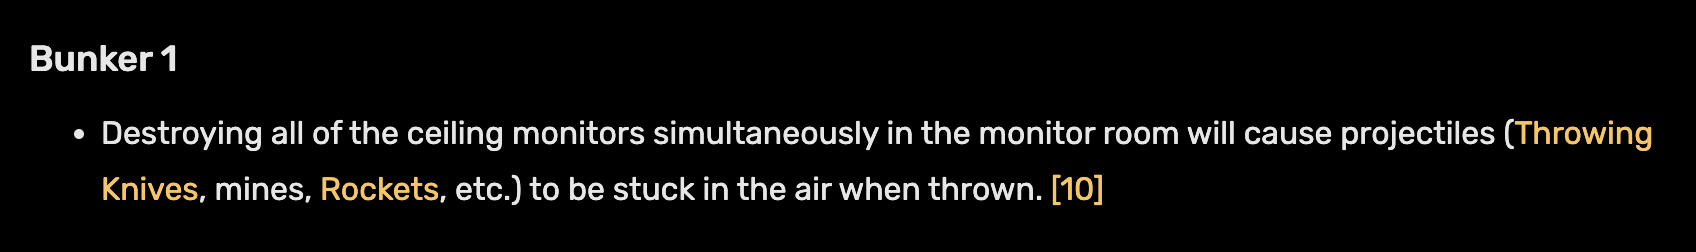 Bunker 1
• Destroying all of the ceiling monitors simultaneously in the monitor room will cause projectiles (Throwing
Knives, mines, Rockets, etc.) to be stuck in the air when thrown. [10]